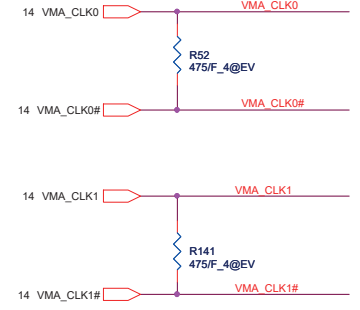 14 VMA_CLK0 VMA_CLK0
R52
475/F_4@EV
14 VMA_CLK0# VMA_CLK0#
14 VMA_CLK1 VMA_CLK1
R141
475/F_4@EV
14 VMA_CLK1# VMA_CLK1#